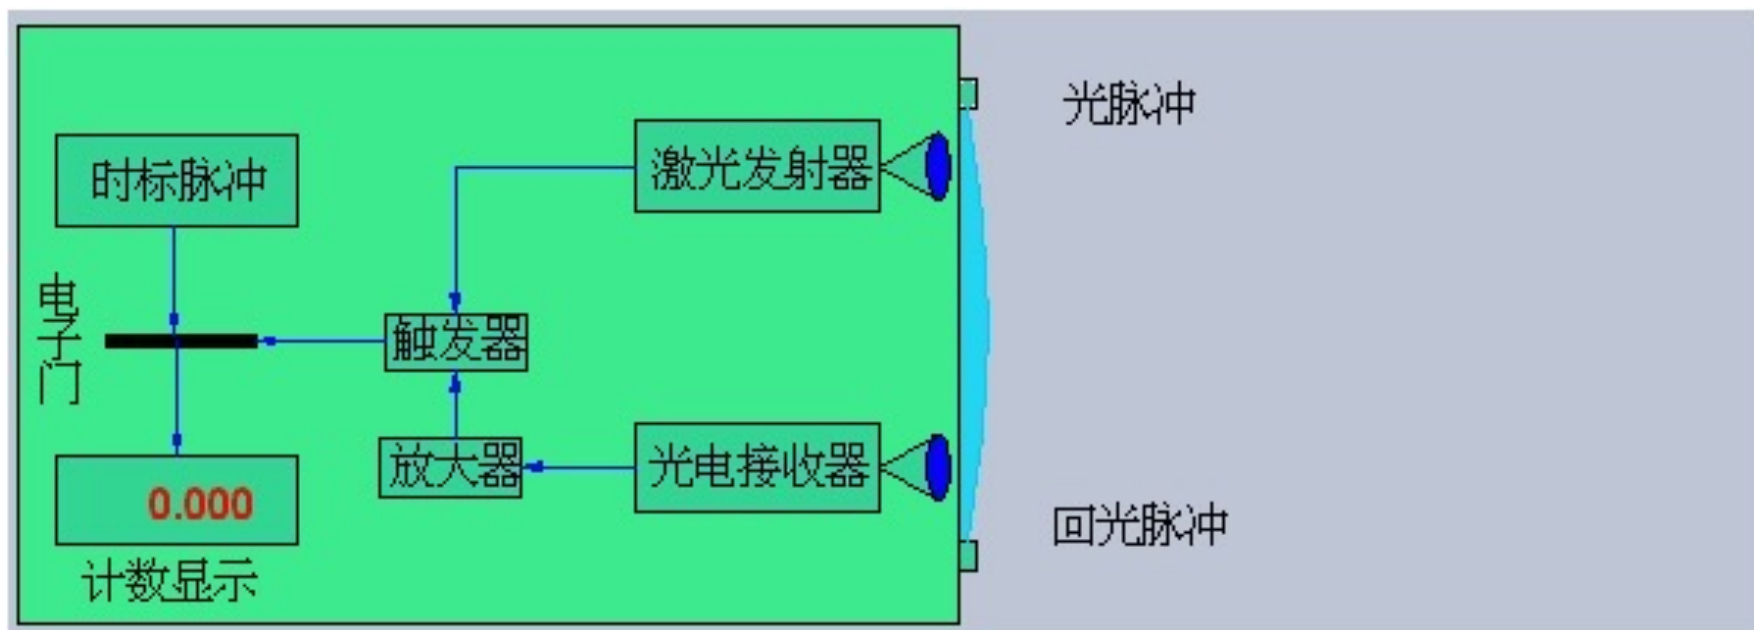 光脉冲
激光发射器
时标脉冲
电子门
触发器
放大器
光电接收器
0.000
回光脉冲
计数显示